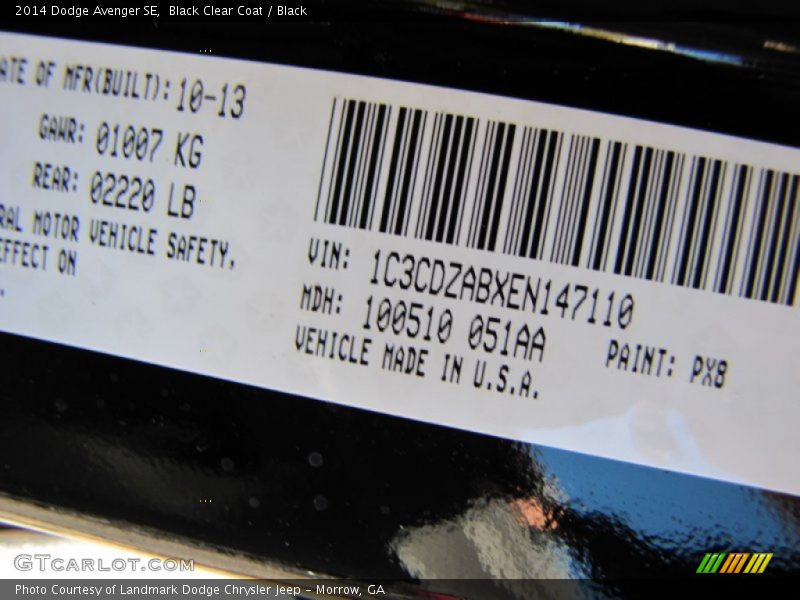 2014 Dodge Avenger SE,  Black Clear Coat / Black
ATE OF MFR(BUILT): 10-13
GAWR: 01007 KG
REAR: 02220 LB
RAL MOTOR VEHICLE SAFETY,
EFFECT ON
VIN: 1C3CDZABXEN147110
MDH: 100510 051AA
PAINT: PX8
VEHICLE MADE IN U.S.A.
GTCARLOT.COM
Photo Courtesy of Landmark Dodge Chrysler Jeep - Morrow, GA